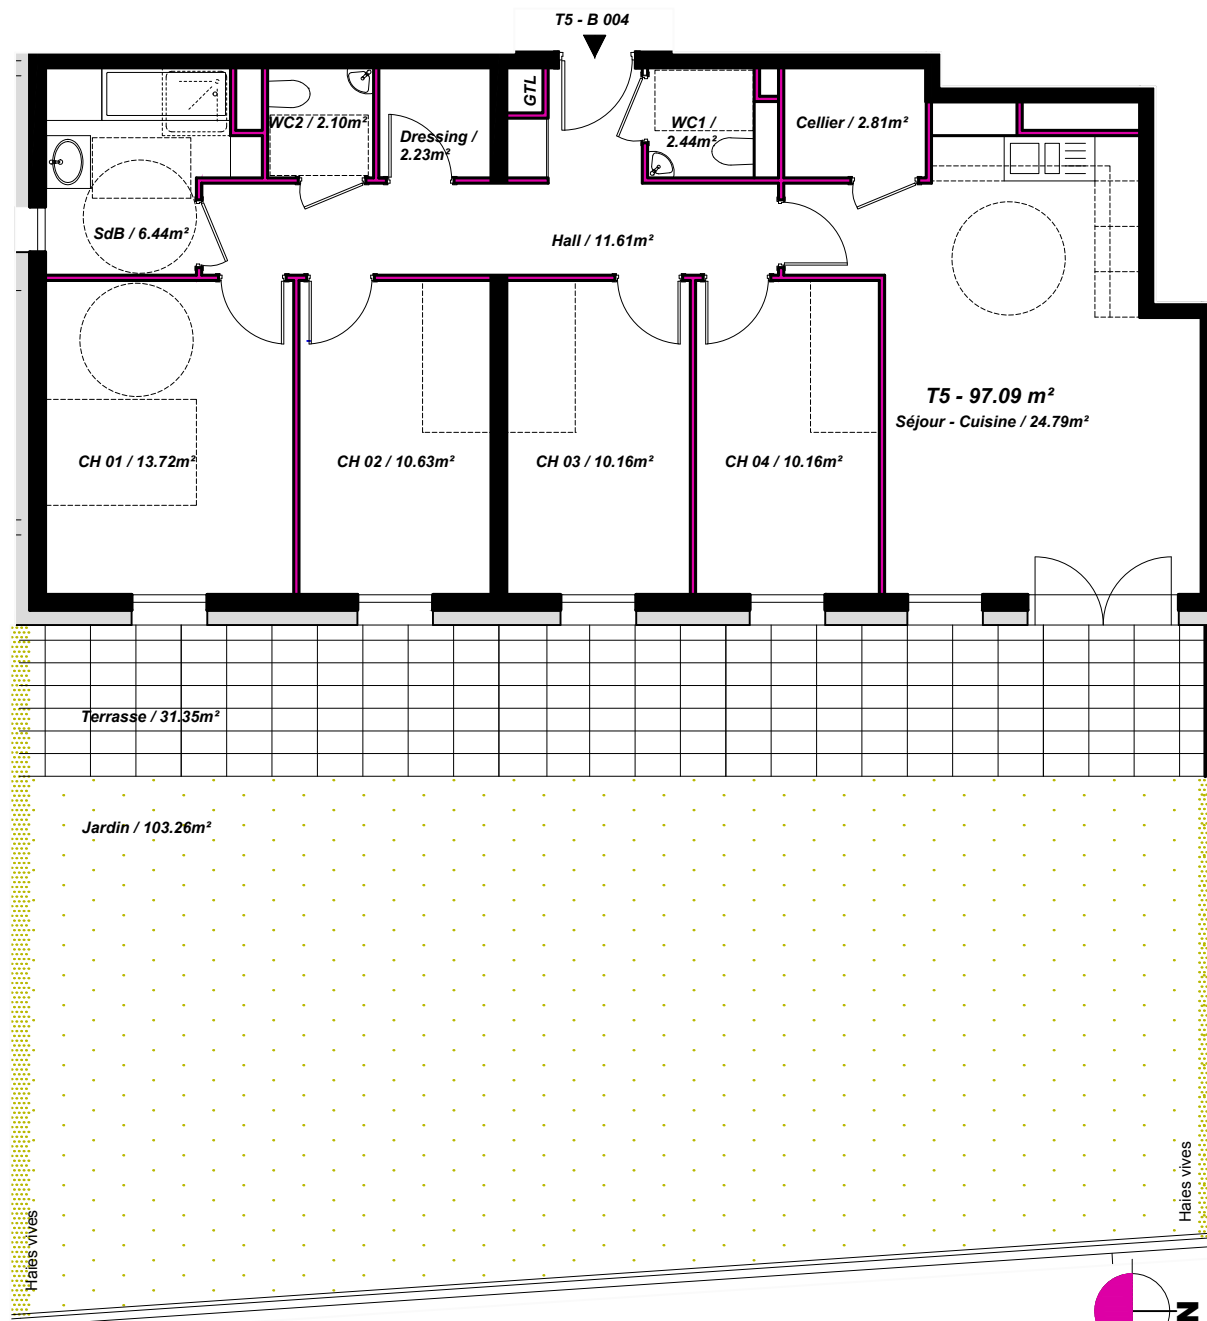 T5 - B 004
GTL
WC2 / 2.10m²
Dressing /
2.23m²
WC1 /
2.44m²
Cellier / 2.81m²
SdB / 6.44m²
Hall / 11.61m²
T5 - 97.09 m²
Séjour - Cuisine / 24.79m²
CH 01 / 13.72m²
CH 02 / 10.63m²
CH 03 / 10.16m²
CH 04 / 10.16m²
Terrasse / 31.35m²
Jardin / 103.26m²
Haies vives
Haies vives
N